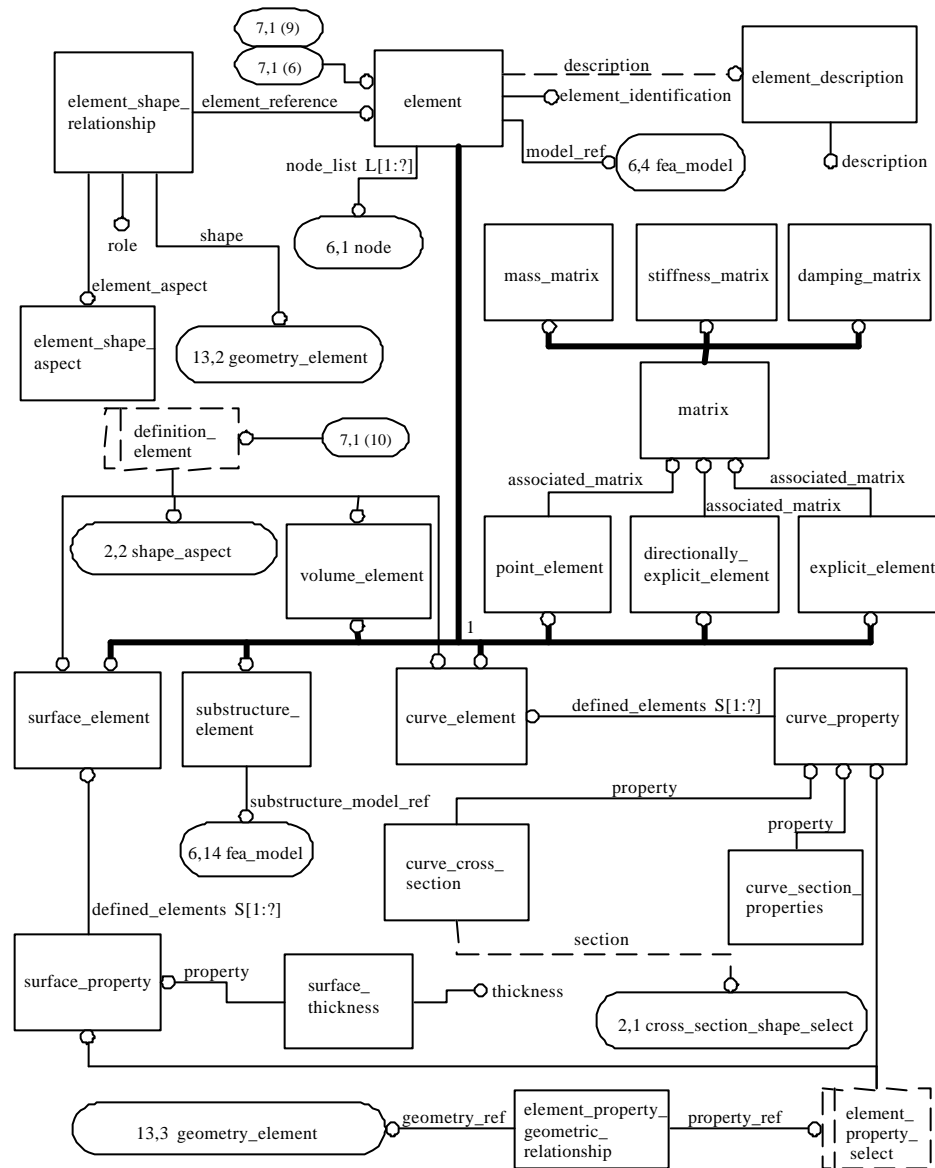 7,1 (9)
7,1 (6)
element_shape_
relationship
element_reference
element
description
element_identification
element_description
description
model_ref
6,4 fea_model
node_list L[1:?]
6,1 node
role
shape
element_aspect
element_shape_
aspect
13,2 geometry_element
mass_matrix
stiffness_matrix
damping_matrix
matrix
definition_
element
7,1 (10)
associated_matrix
associated_matrix
associated_matrix
2,2 shape_aspect
volume_element
point_element
directionally_
explicit_element
explicit_element
1
surface_element
substructure_
element
curve_element
defined_elements S[1:?]
curve_property
substructure_model_ref
6,14 fea_model
property
property
curve_cross_
section
curve_section_
properties
defined_elements S[1:?]
section
surface_property
property
surface_
thickness
thickness
2,1 cross_section_shape_select
13,3 geometry_element
geometry_ref
element_property_
geometric_
relationship
property_ref
element_
property_
select